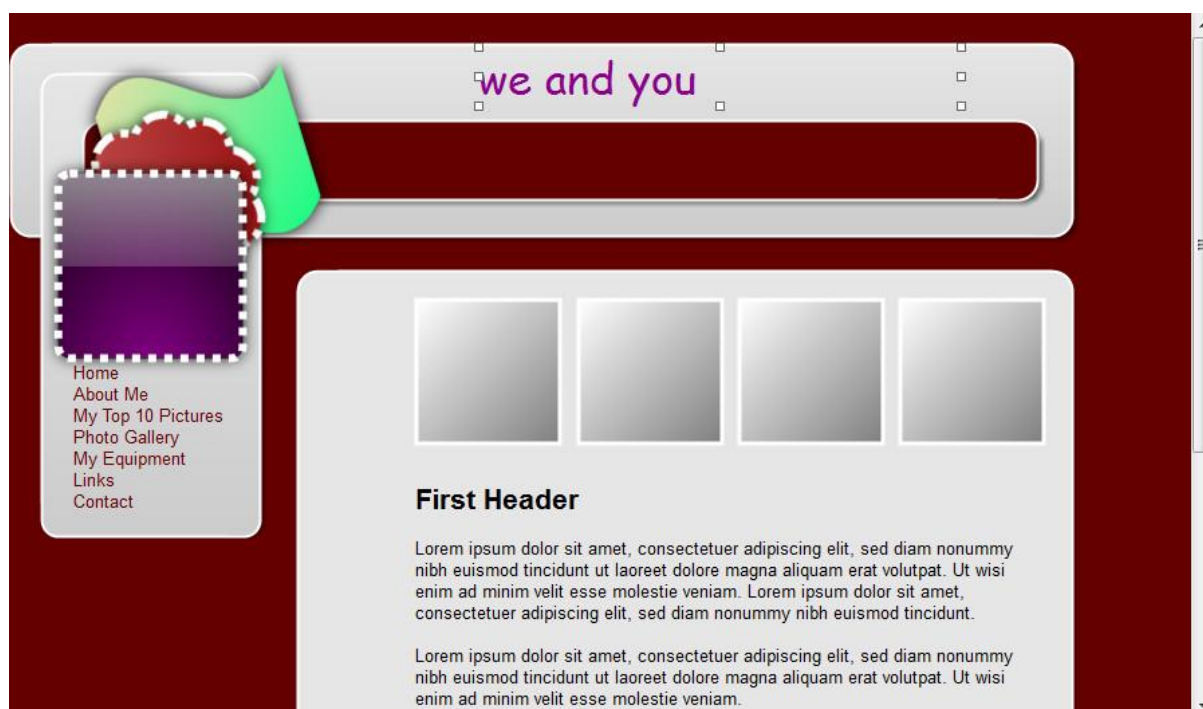 we and you
Home
About Me
My Top 10 Pictures
Photo Gallery
My Equipment
Links
Contact
First Header
Lorem ipsum dolor sit amet, consectetuer adipiscing elit, sed diam nonummy
nibh euismod tincidunt ut laoreet dolore magna aliquam erat volutpat. Ut wisi
enim ad minim velit esse molestie veniam. Lorem ipsum dolor sit amet,
consectetuer adipiscing elit, sed diam nonummy nibh euismod tincidunt.
Lorem ipsum dolor sit amet, consectetuer adipiscing elit, sed diam nonummy
nibh euismod tincidunt ut laoreet dolore magna aliquam erat volutpat. Ut wisi
enim ad minim velit esse molestie veniam.